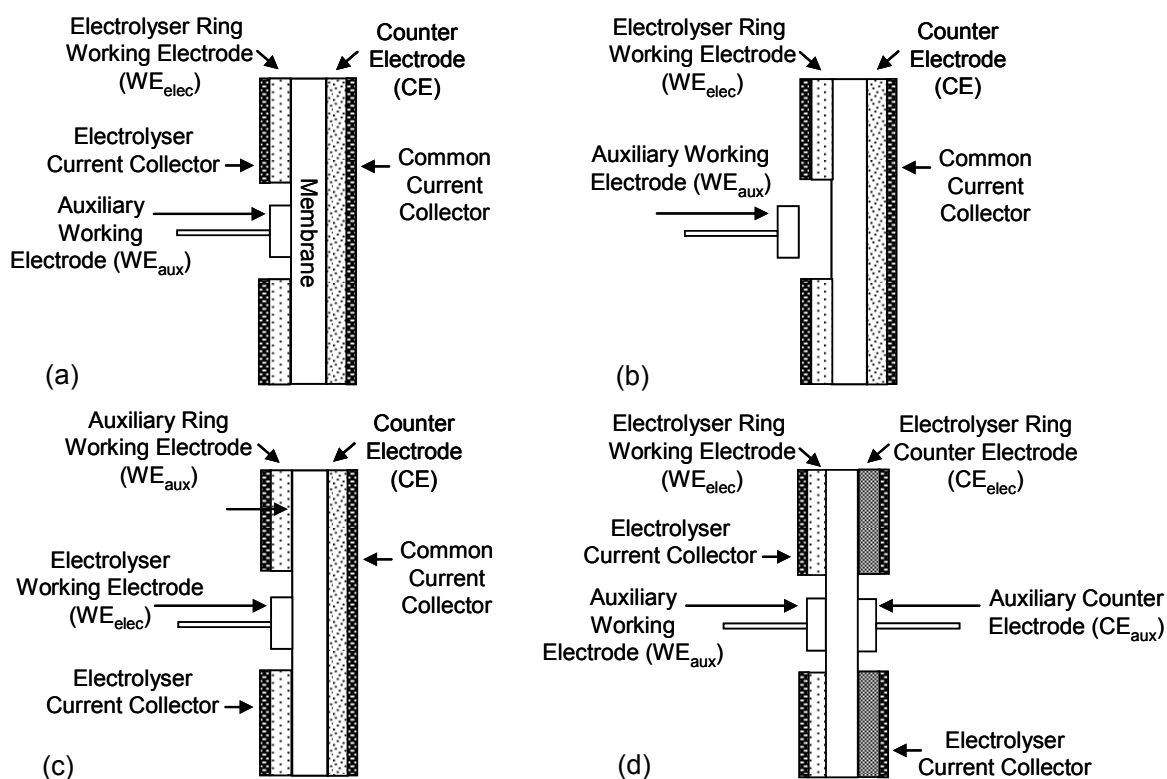 Electrolyser Ring
Working Electrode
(WEelec)
Counter
Electrode
(CE)
Electrolyser
Current Collector
Common
Current
Collector
Auxiliary
Working
Electrode (WEaux)
Membrane
(a)
Electrolyser Ring
Working Electrode
(WEelec)
Counter
Electrode
(CE)
Auxiliary Working
Electrode (WEaux)
Common
Current
Collector
(b)
Auxiliary Ring
Working Electrode
(WEaux)
Counter
Electrode
(CE)
Electrolyser
Working Electrode
(WEelec)
Common
Current
Collector
Electrolyser
Current Collector
(c)
Electrolyser Ring
Working Electrode
(WEelec)
Electrolyser Ring
Counter Electrode
(CEelec)
Electrolyser
Current Collector
Auxiliary
Working
Electrode (WEaux)
Auxiliary Counter
Electrode (CEaux)
Electrolyser
Current Collector
(d)